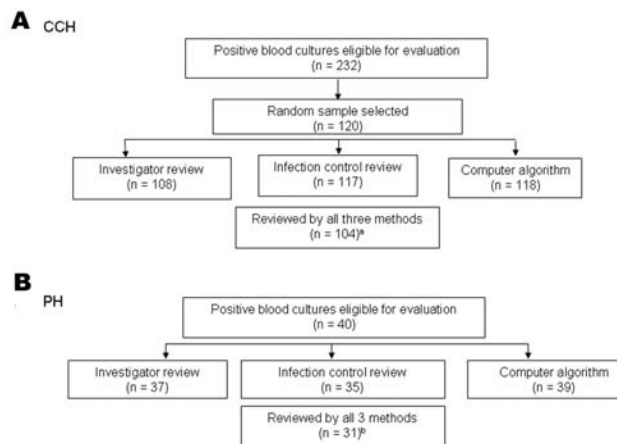 A CCH
Positive blood cultures eligible for evaluation
(n = 232)
Random sample selected
(n = 120)
Investigator review
(n = 108)
Infection control review
(n = 117)
Computer algorithm
(n = 118)
Reviewed by all three methods
(n = 104)a
B PH
Positive blood cultures eligible for evaluation
(n = 40)
Investigator review
(n = 37)
Infection control review
(n = 35)
Computer algorithm
(n = 39)
Reviewed by all 3 methods
(n = 31)b